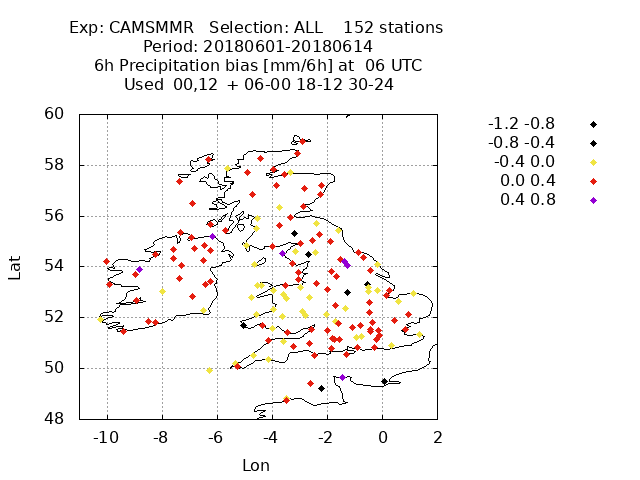 Exp: CAMSMMR Selection: ALL 152 stations
Period: 20180601-20180614
6h Precipitation bias [mm/6h] at 06 UTC
Used 00,12 + 06-00 18-12 30-24
-1.2 -0.8
-0.8 -0.4
-0.4 0.0
0.0 0.4
0.4 0.8
60
58
56
54
52
50
48
Lat
-10 -8 -6 -4 -2 0 2
Lon